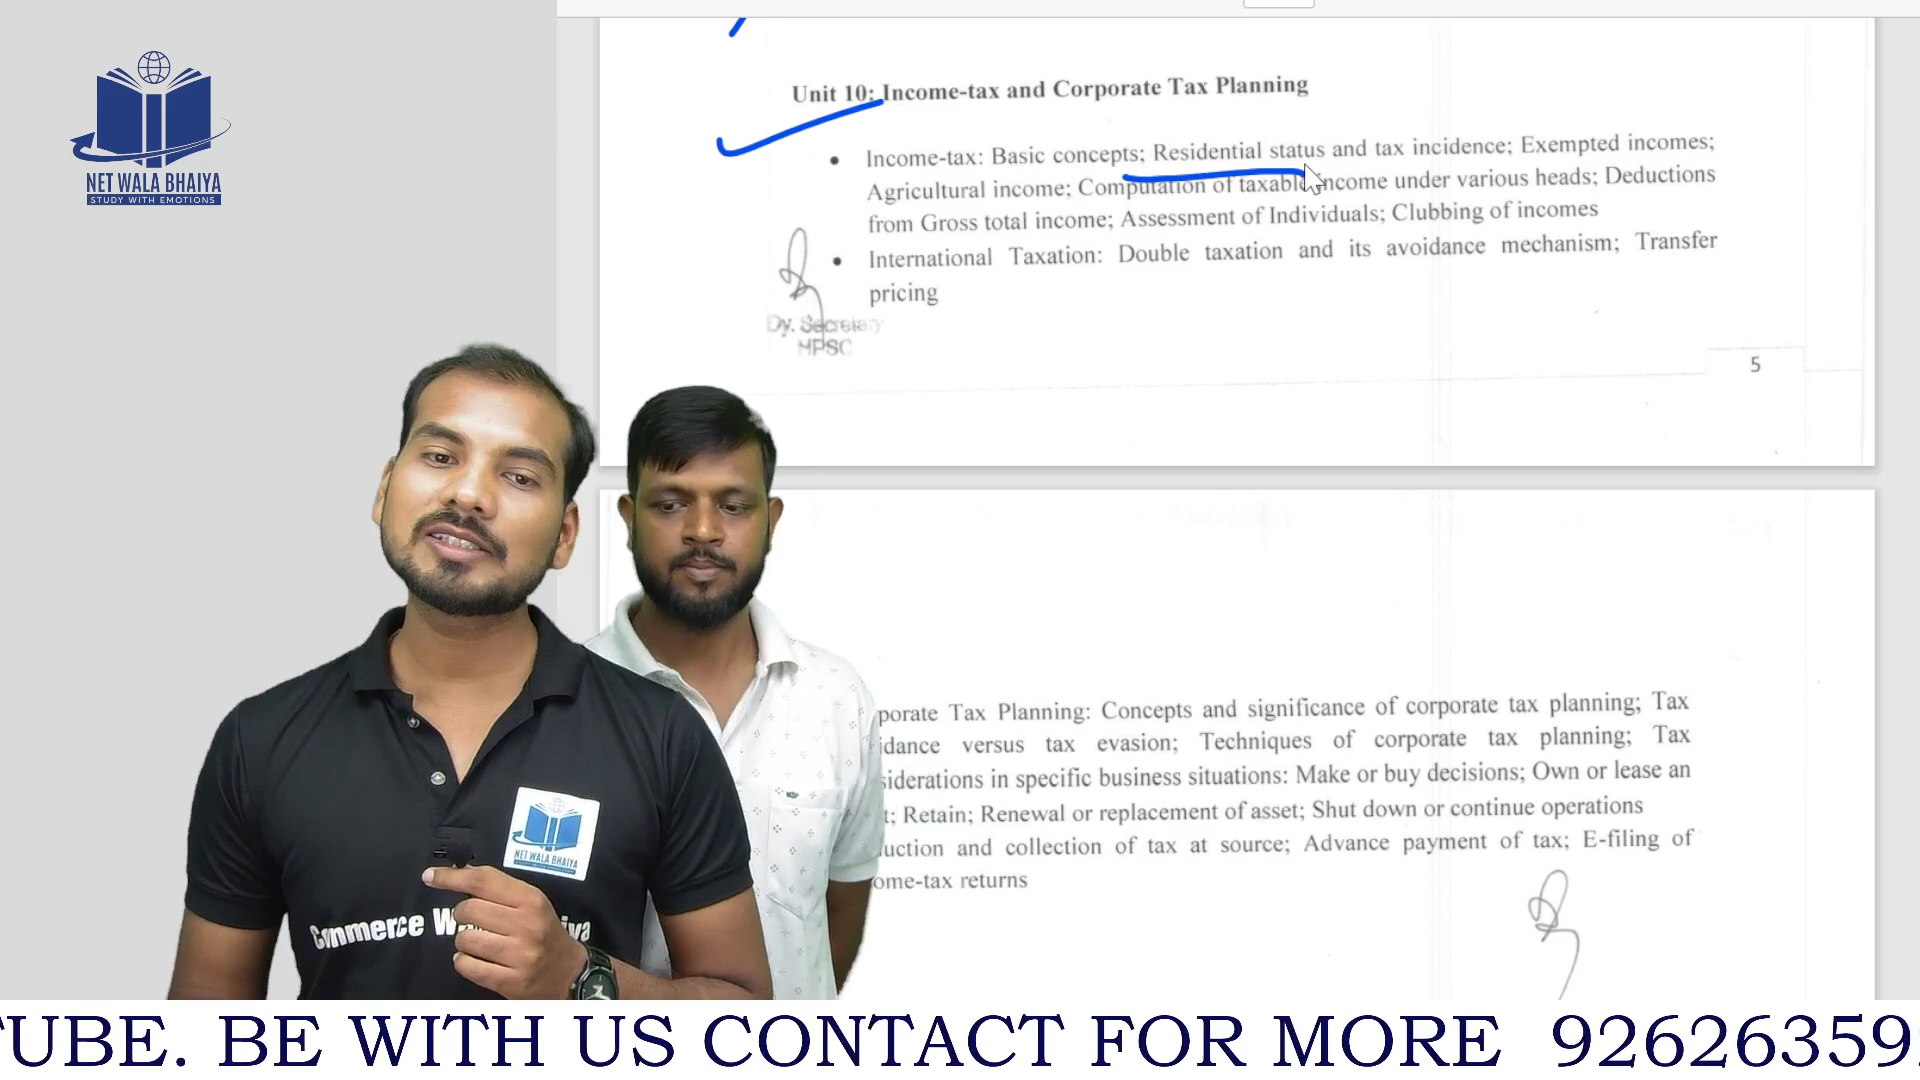 NET WALA BHAIYA
STUDY WITH EMOTIONS
Unit 10: Income-tax and Corporate Tax Planning
• Income-tax: Basic concepts; Residential status and tax incidence; Exempted incomes;
Agricultural income; Computation of taxable income under various heads; Deductions
from Gross total income; Assessment of Individuals; Clubbing of incomes
• International Taxation: Double taxation and its avoidance mechanism; Transfer
pricing
Dy. Secretary
HPSC
5
porate Tax Planning: Concepts and significance of corporate tax planning; Tax
idance versus tax evasion; Techniques of corporate tax planning; Tax
siderations in specific business situations: Make or buy decisions; Own or lease an
t; Retain; Renewal or replacement of asset; Shut down or continue operations
uction and collection of tax at source; Advance payment of tax; E-filing of
ome-tax returns
NET WALA BHAIYA
Commerce W
iya
TUBE. BE WITH US CONTACT FOR MORE 92626359